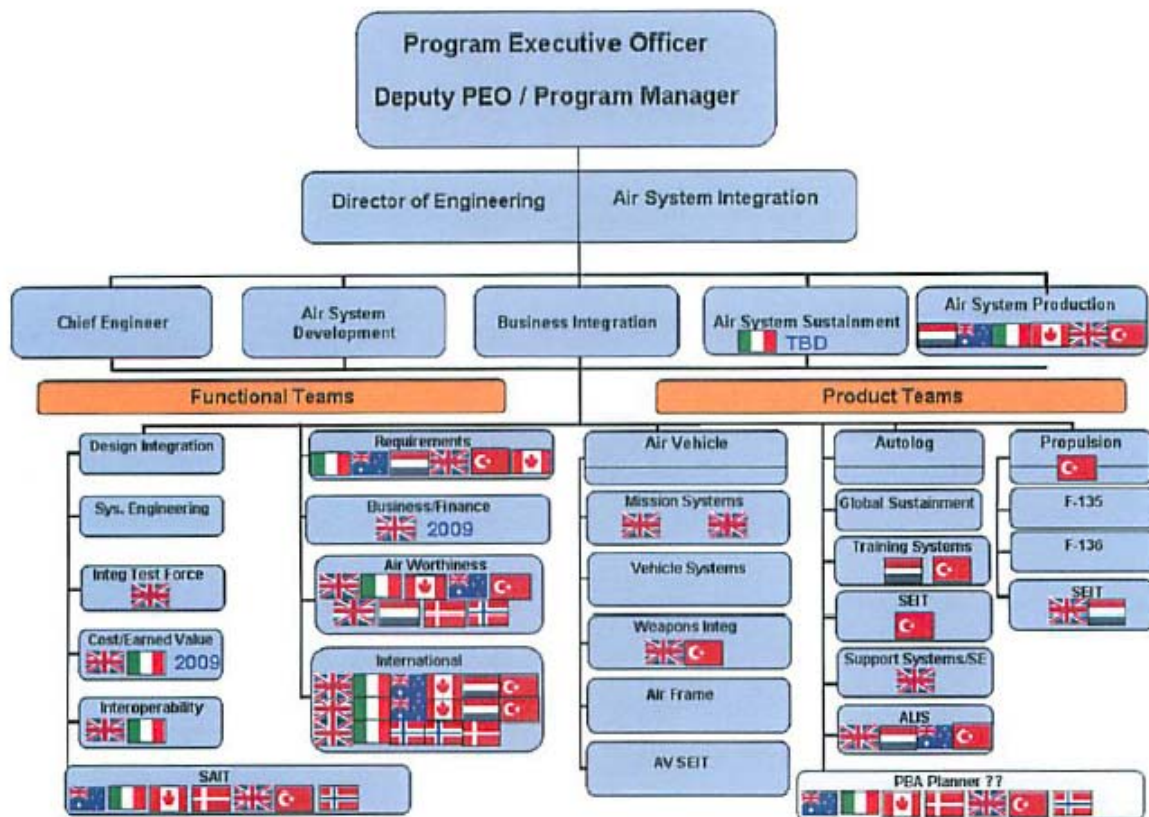 Program Executive Officer
Deputy PEO / Program Manager
Director of Engineering
Air System Integration
Chief Engineer
Air System
Development
Business Integration
Air System Sustainment
TBD
Air System Production
Functional Teams
Product Teams
Design Integration
Sys. Engineering
Integ Test Force
Cost/Earned Value
2009
Interoperability
SAIT
Requirements
Business/Finance
2009
Air Worthiness
International
Air Vehicle
Mission Systems
Vehicle Systems
Weapons Integ
Air Frame
AV SEIT
Autolog
Global Sustainment
Training Systems
SEIT
Support Systems/SE
ALIS
PBA Planner ??
Propulsion
F-135
F-136
SEIT